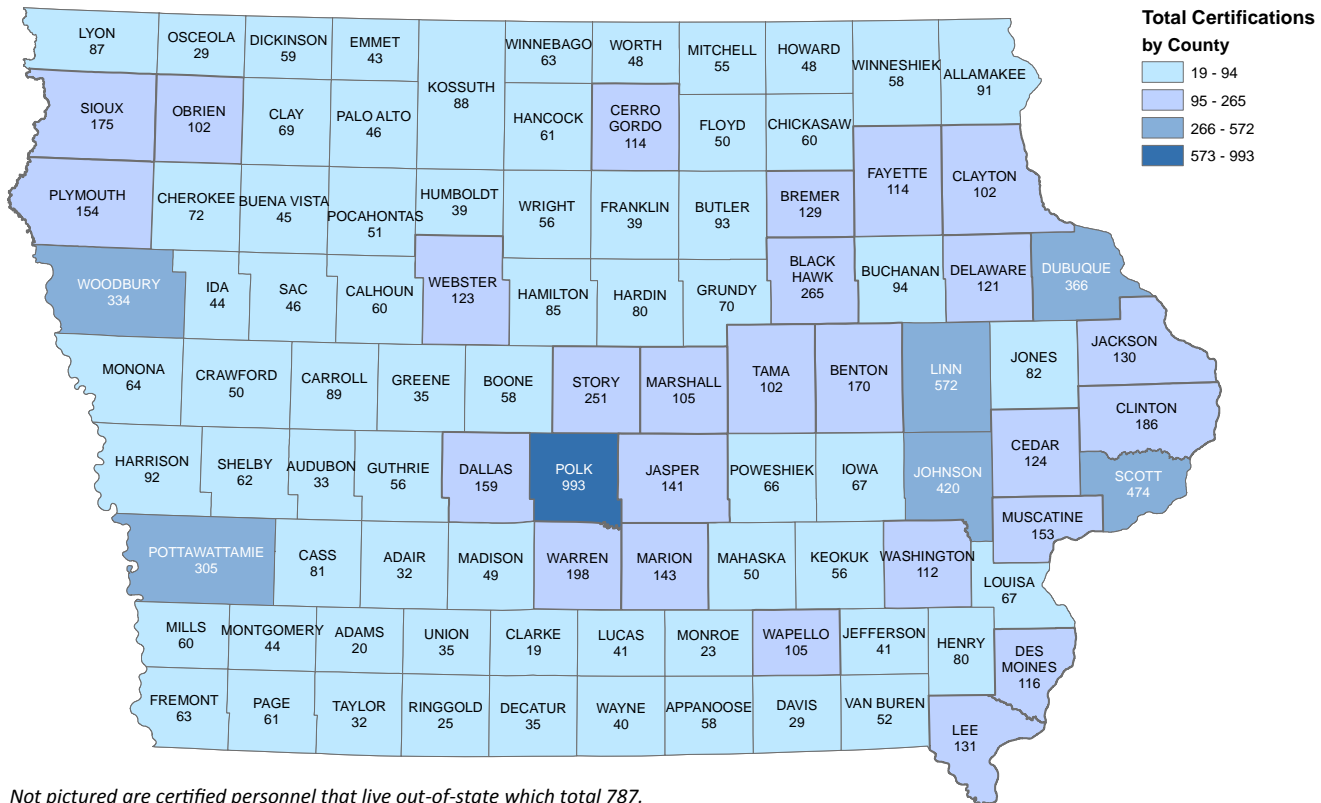 Total Certifications
by County
19 - 94
95 - 265
266 - 572
573 - 993
LYON
87
OSCEOLA
29
DICKINSON
59
EMMET
43
KOSSUTH
88
WINNEBAGO
63
WORTH
48
MITCHELL
55
HOWARD
48
WINNESHIEK
58
ALLAMAKEE
91
SIOUX
175
OBRIEN
102
CLAY
69
PALO ALTO
46
HANCOCK
61
CERRO
GORDO
114
FLOYD
50
CHICKASAW
60
FAYETTE
114
CLAYTON
102
PLYMOUTH
154
CHEROKEE
72
BUENA VISTA
45
POCAHONTAS
51
HUMBOLDT
39
WRIGHT
56
FRANKLIN
39
BUTLER
93
BREMER
129
WOODBURY
334
IDA
44
SAC
46
CALHOUN
60
WEBSTER
123
HAMILTON
85
HARDIN
80
GRUNDY
70
BLACK
HAWK
265
BUCHANAN
94
DELAWARE
121
DUBUQUE
366
MONONA
64
CRAWFORD
50
CARROLL
89
GREENE
35
BOONE
58
STORY
251
MARSHALL
105
TAMA
102
BENTON
170
LINN
572
JONES
82
JACKSON
130
CLINTON
186
HARRISON
92
SHELBY
62
AUDUBON
33
GUTHRIE
56
DALLAS
159
POLK
993
JASPER
141
POWESHIEK
66
IOWA
67
JOHNSON
420
CEDAR
124
SCOTT
474
MUSCATINE
153
POTTAWATTAMIE
305
CASS
81
ADAIR
32
MADISON
49
WARREN
198
MARION
143
MAHASKA
50
KEOKUK
56
WASHINGTON
112
LOUISA
67
MILLS
60
MONTGOMERY
44
ADAMS
20
UNION
35
CLARKE
19
LUCAS
41
MONROE
23
WAPELLO
105
JEFFERSON
41
HENRY
80
DES
MOINES
116
FREMONT
63
PAGE
61
TAYLOR
32
RINGGOLD
25
DECATUR
35
WAYNE
40
APPANOOSE
58
DAVIS
29
VAN BUREN
52
LEE
131
Not pictured are certified personnel that live out-of-state which total 787.